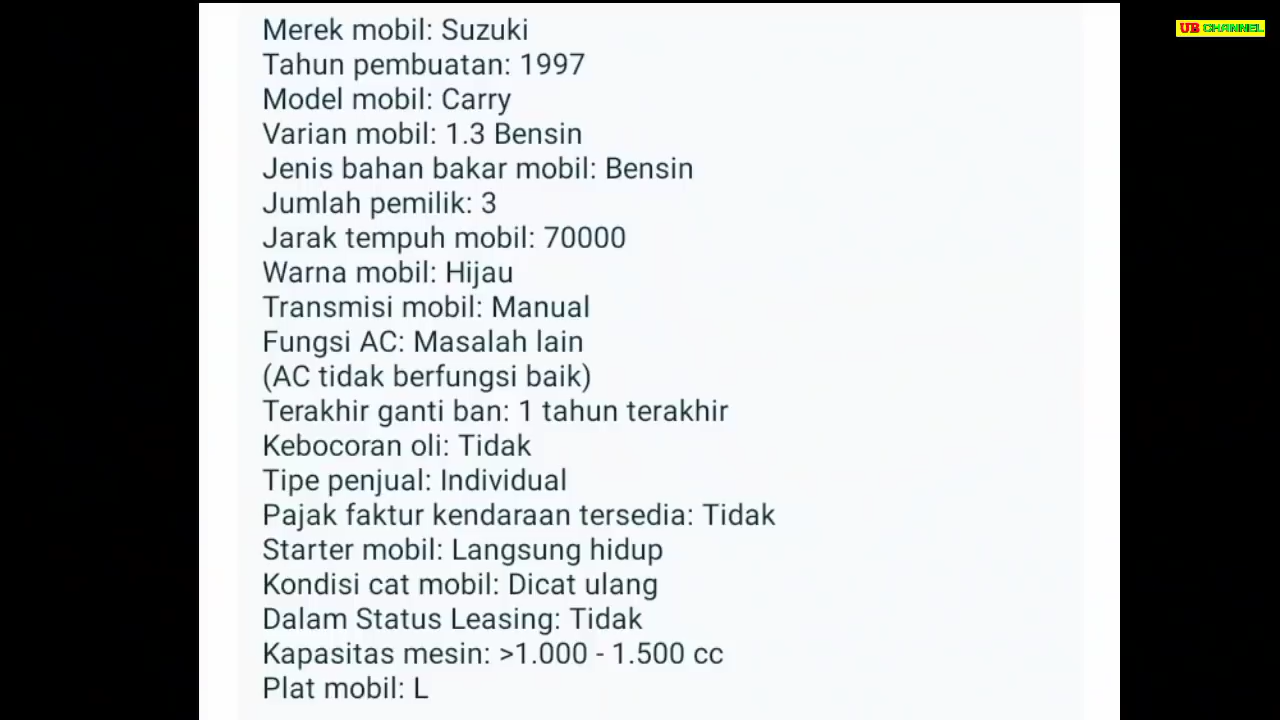 Merek mobil: Suzuki
Tahun pembuatan: 1997
Model mobil: Carry
Varian mobil: 1.3 Bensin
Jenis bahan bakar mobil: Bensin
Jumlah pemilik: 3
Jarak tempuh mobil: 70000
Warna mobil: Hijau
Transmisi mobil: Manual
Fungsi AC: Masalah lain
(AC tidak berfungsi baik)
Terakhir ganti ban: 1 tahun terakhir
Kebocoran oli: Tidak
Tipe penjual: Individual
Pajak faktur kendaraan tersedia: Tidak
Starter mobil: Langsung hidup
Kondisi cat mobil: Dicat ulang
Dalam Status Leasing: Tidak
Kapasitas mesin: >1.000 - 1.500 cc
Plat mobil: L
UB CHANNEL